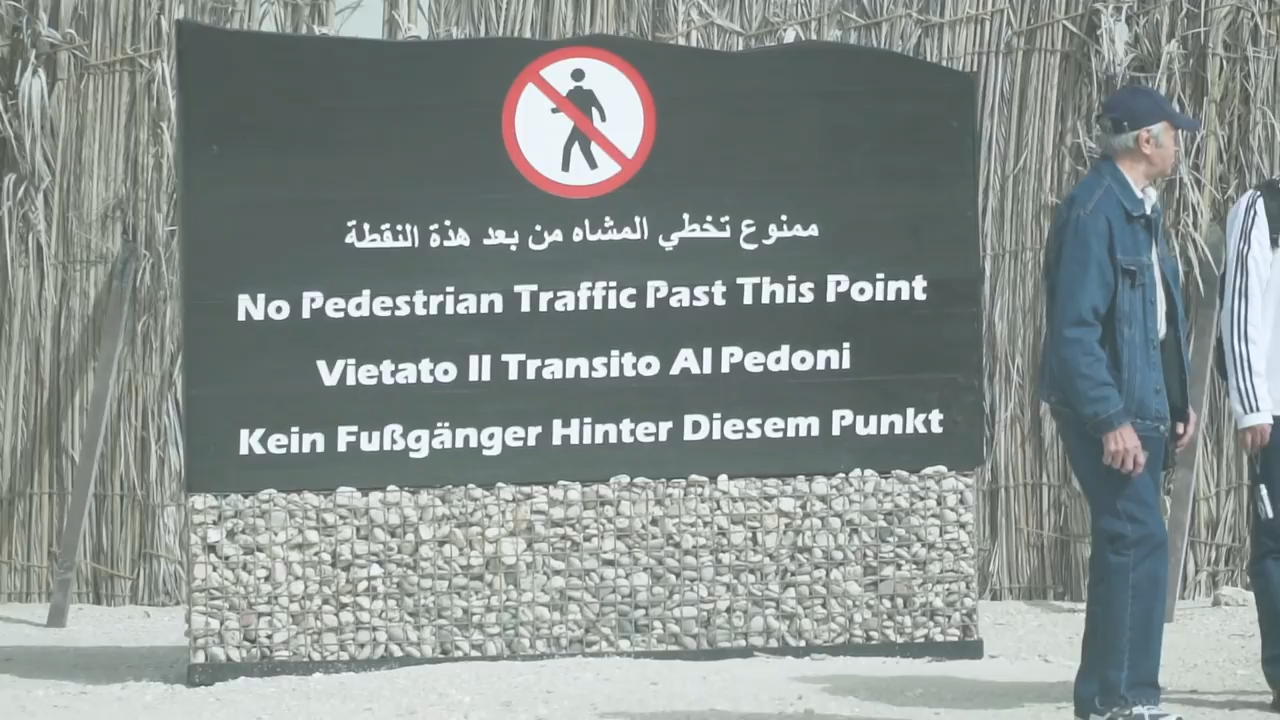 ممنوع تخطي المشاه من بعد هذة النقطة
No Pedestrian Traffic Past This Point
Vietato Il Transito Al Pedoni
Kein Fußgänger Hinter Diesem Punkt